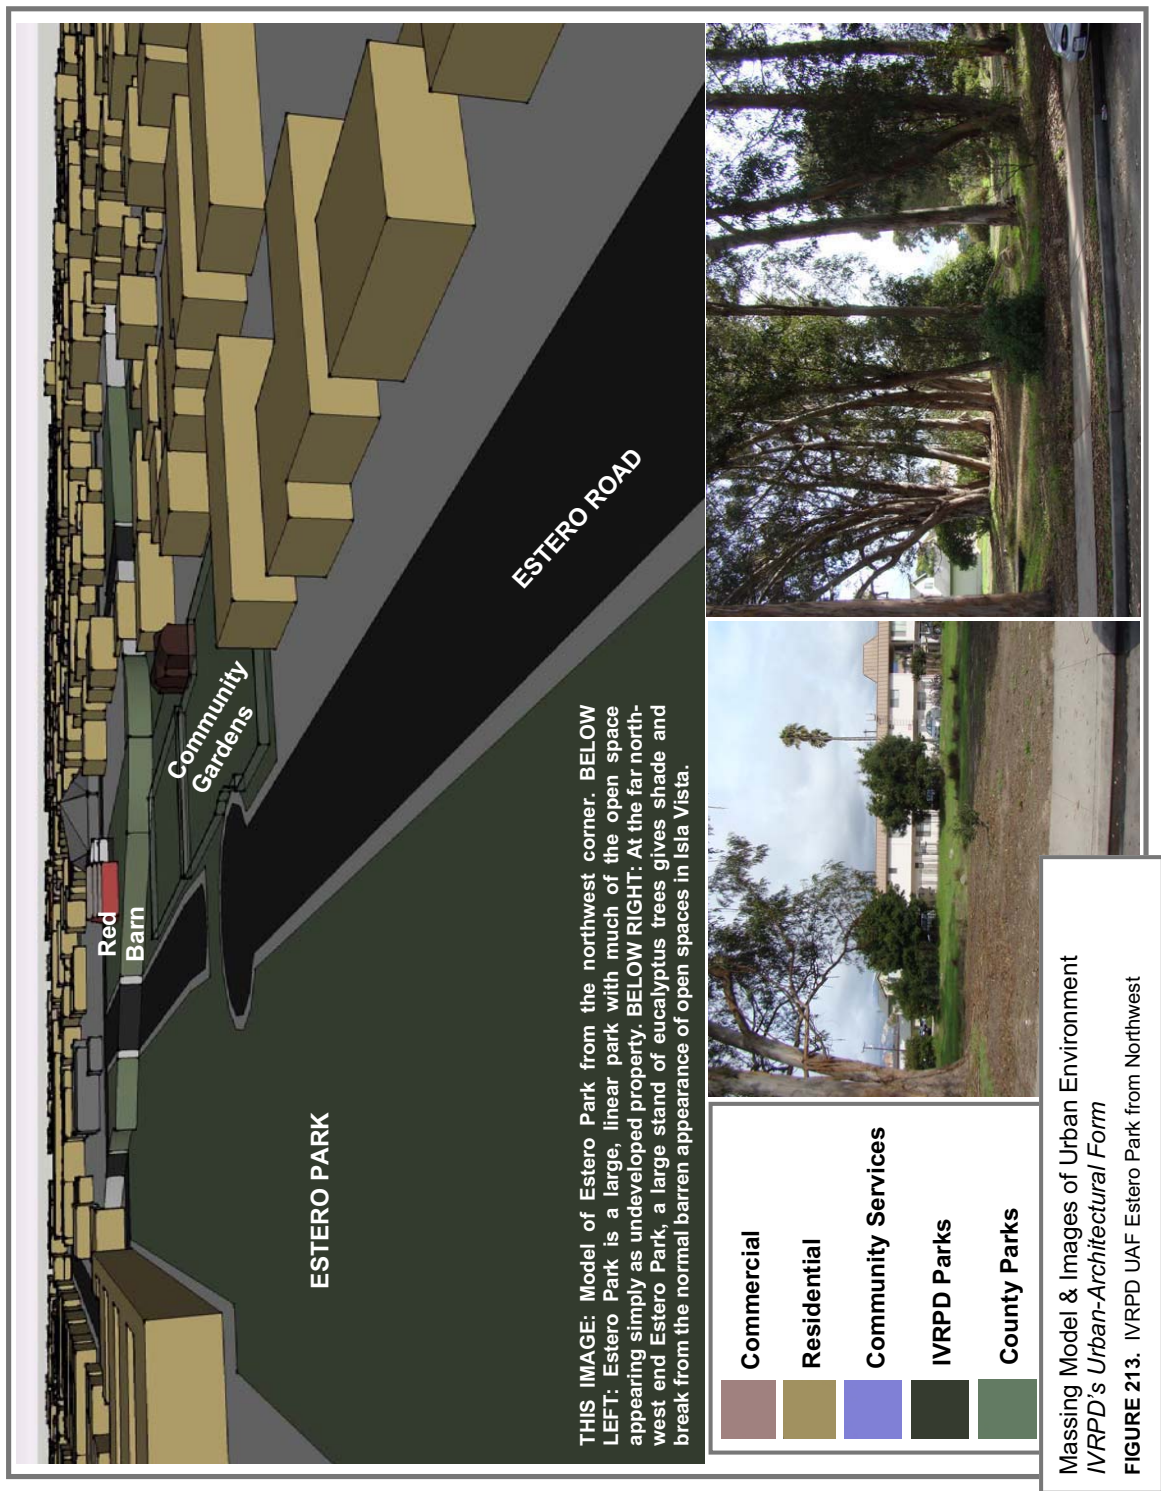 Red
Barn
Community
Gardens
ESTERO ROAD
ESTERO PARK
THIS IMAGE: Model of Estero Park from the northwest corner. BELOW
LEFT: Estero Park is a large, linear park with much of the open space
appearing simply as undeveloped property. BELOW RIGHT: At the far north-
west end Estero Park, a large stand of eucalyptus trees gives shade and
break from the normal barren appearance of open spaces in Isla Vista.
Commercial
Residential
Community Services
IVRPD Parks
County Parks
Massing Model & Images of Urban Environment
IVRPD's Urban-Architectural Form
FIGURE 213. IVRPD UAF Estero Park from Northwest